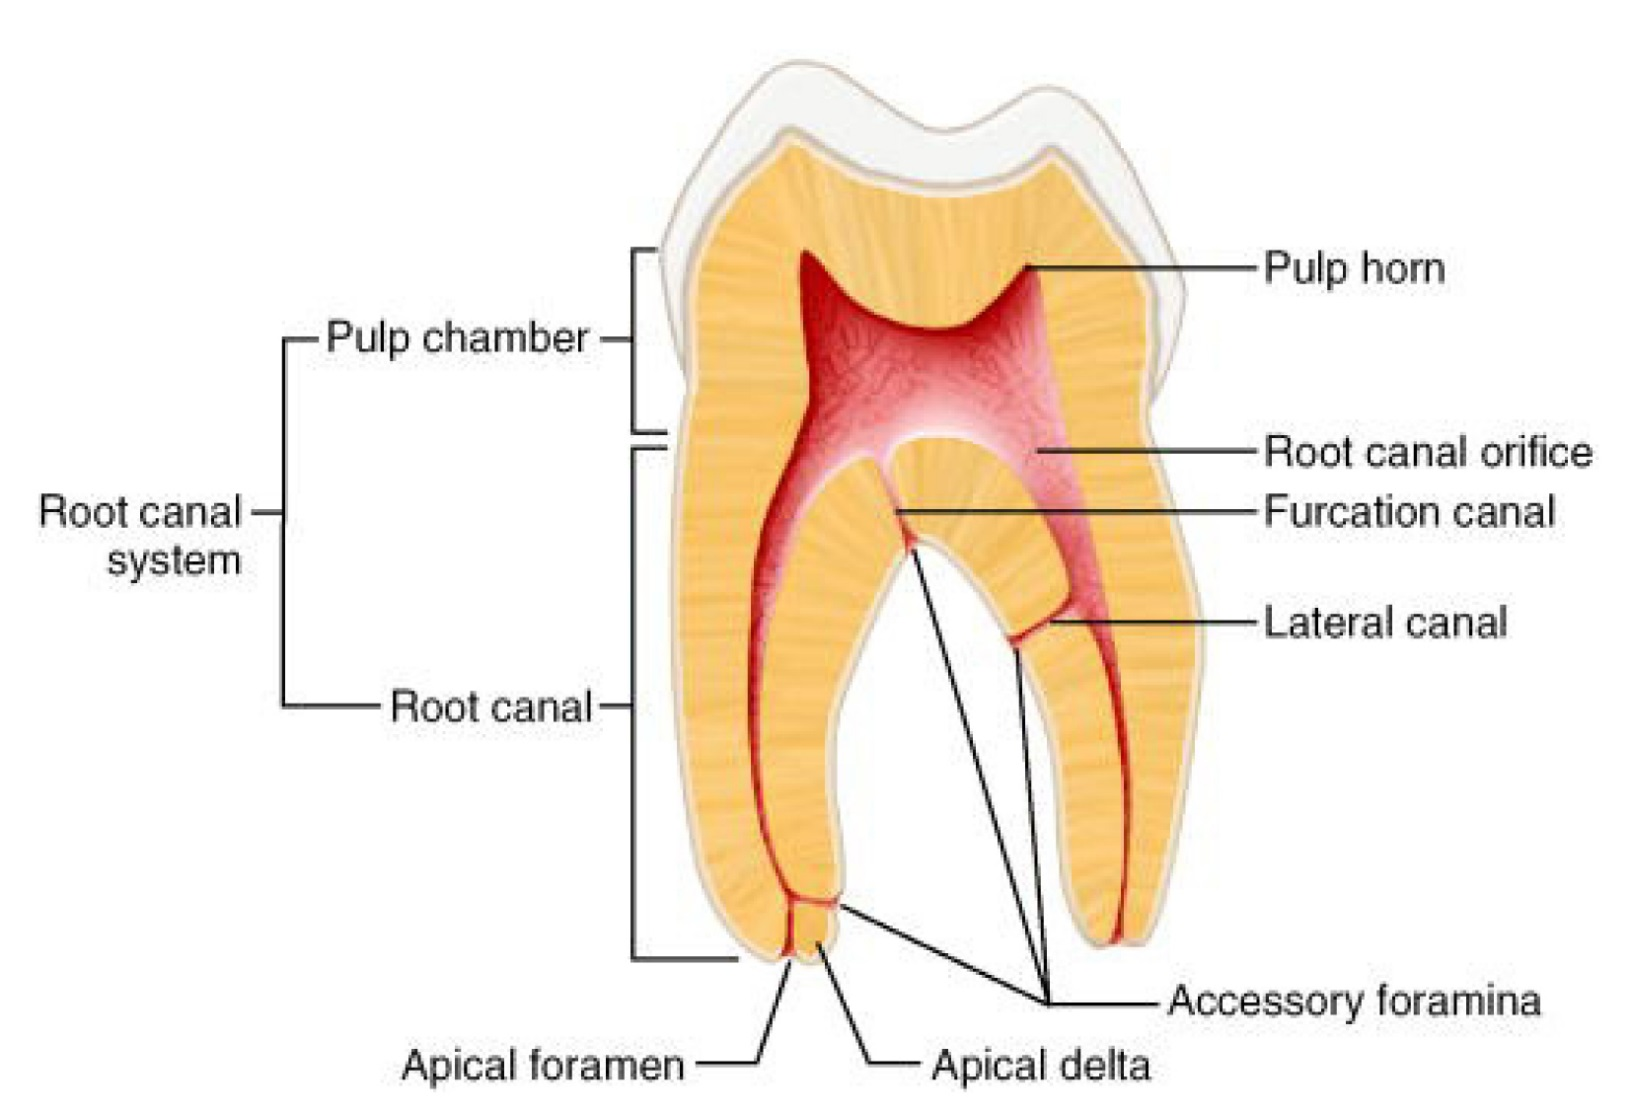 Pulp horn
Pulp chamber
Root canal orifice
Root canal
system
Furcation canal
Lateral canal
Root canal
Accessory foramina
Apical foramen
Apical delta